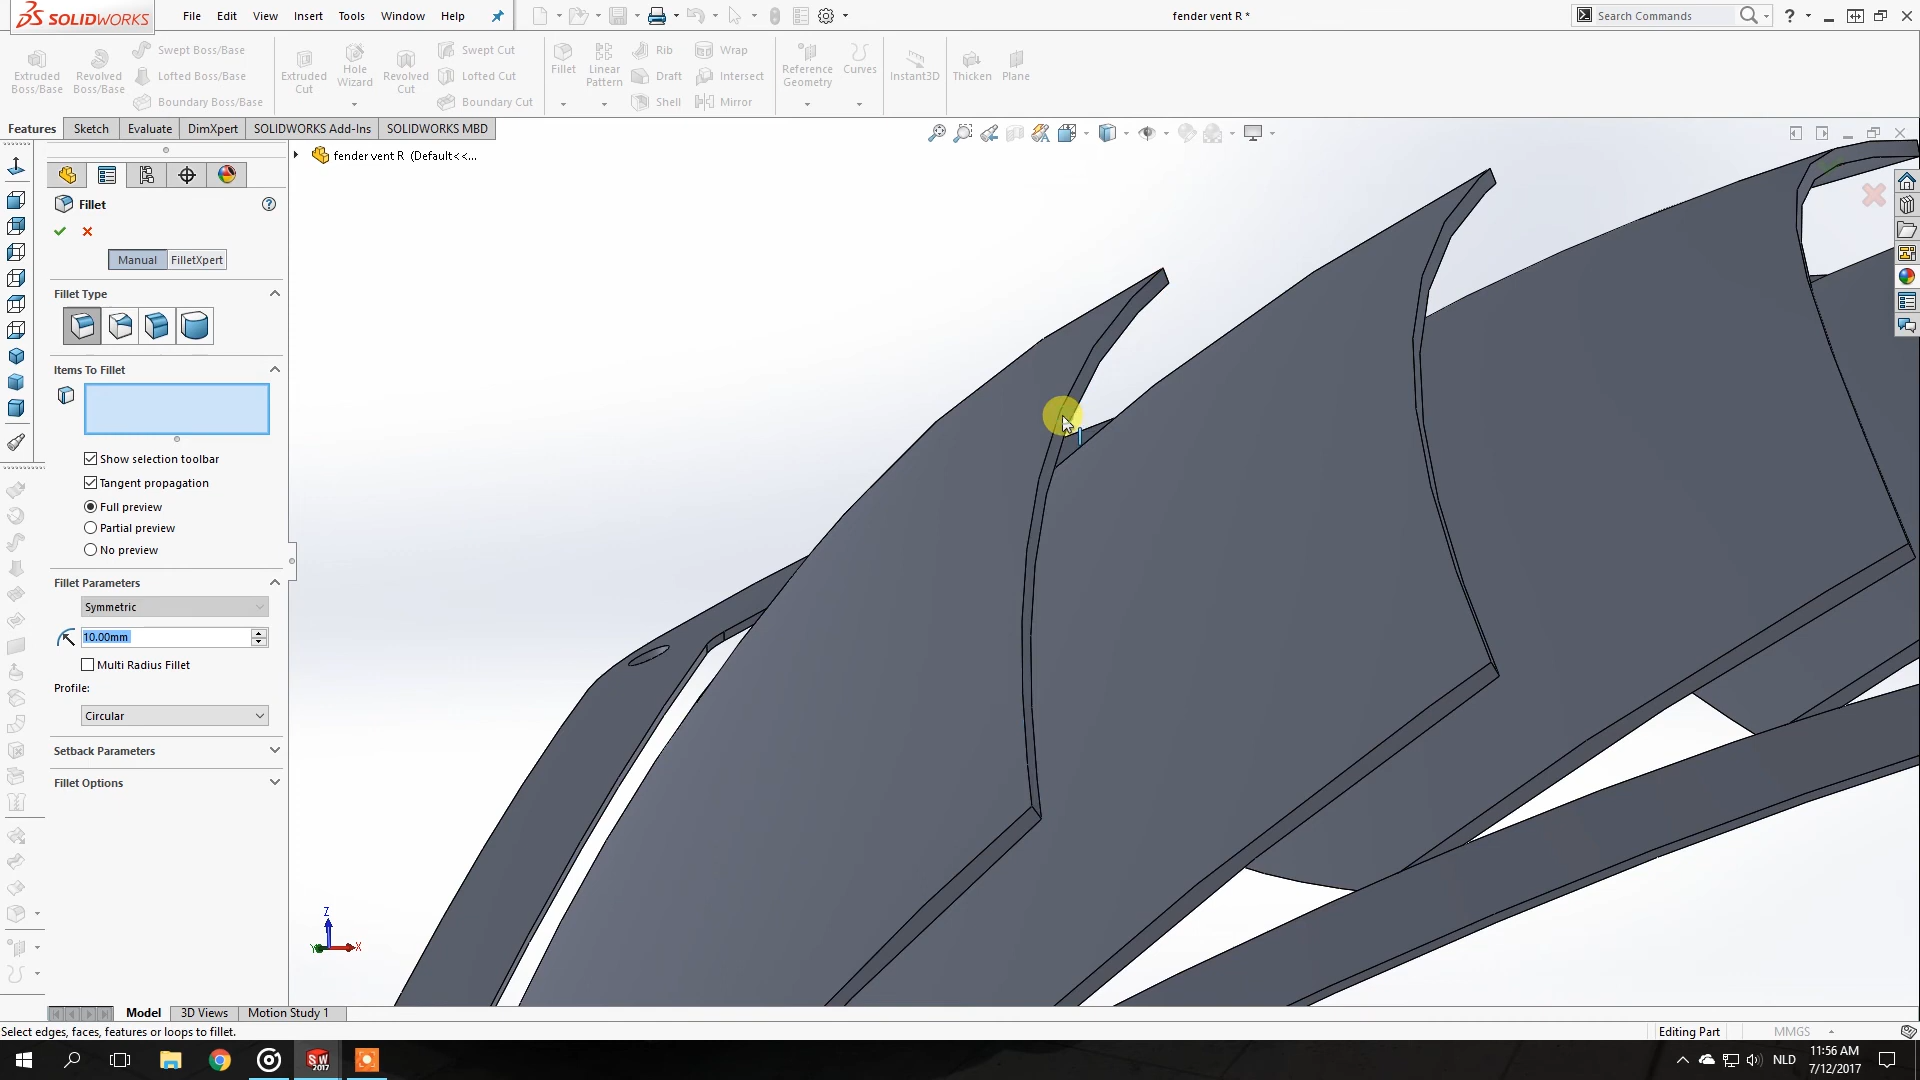 SOLIDWORKS
File Edit View Insert Tools Window Help
fender vent R *
Search Commands
Extruded Boss/Base
Revolved Boss/Base
Swept Boss/Base
Lofted Boss/Base
Boundary Boss/Base
Extruded Cut
Hole Wizard
Revolved Cut
Swept Cut
Lofted Cut
Boundary Cut
Fillet
Linear Pattern
Rib
Draft
Shell
Wrap
Intersect
Mirror
Reference Geometry
Curves
Instant3D
Thicken
Plane
Features Sketch Evaluate DimXpert SOLIDWORKS Add-Ins SOLIDWORKS MBD
fender vent R (Default<<...
Fillet
Manual FilletXpert
Fillet Type
Items To Fillet
Show selection toolbar
Tangent propagation
Full preview
Partial preview
No preview
Fillet Parameters
Symmetric
10.00mm
Multi Radius Fillet
Profile:
Circular
Setback Parameters
Fillet Options
Z
Y
X
Model 3D Views Motion Study 1
Select edges, faces, features or loops to fillet.
Editing Part
MMGS
SW
2017
NLD
11:56 AM
7/12/2017